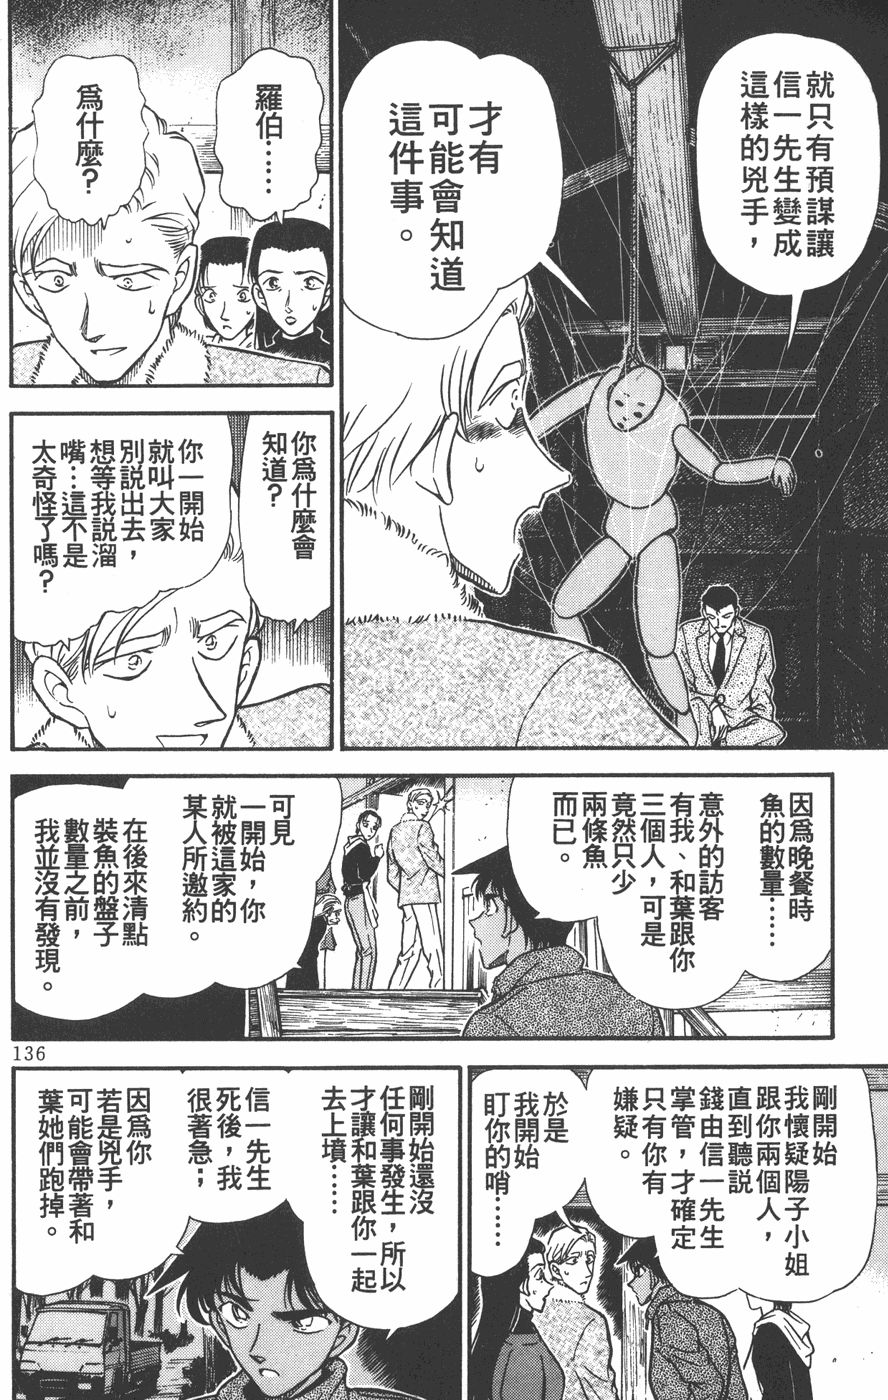 就只有預謀讓
信一先生變成
這樣的兇手，
才有
可能會知道
這件事。
羅伯……
為什麼？
你為什麼會
知道？
你一開始
就叫大家
別說出去，
想等我說溜
嘴…這不是
太奇怪了嗎？
因為晚餐時
魚的數量……
意外的訪客
有我、和葉跟你
三個人，可是
竟然只少
兩條魚
而已。
可見
一開始，你
就被這家的
某人所邀約。
在後來清點
裝魚的盤子
數量之前，
我並沒有發現。
136
剛開始
我懷疑陽子小姐
跟你兩個人，
直到聽說
錢由信一先生
掌管，才確定
只有你有
嫌疑。
於是
我開始
盯你的哨……
剛開始還沒
任何事發生，所以
才讓和葉跟你一起
去上墳……
信一先生
死後，我
很著急；
因為你
若是兇手，
可能會帶著和
葉她們跑掉。